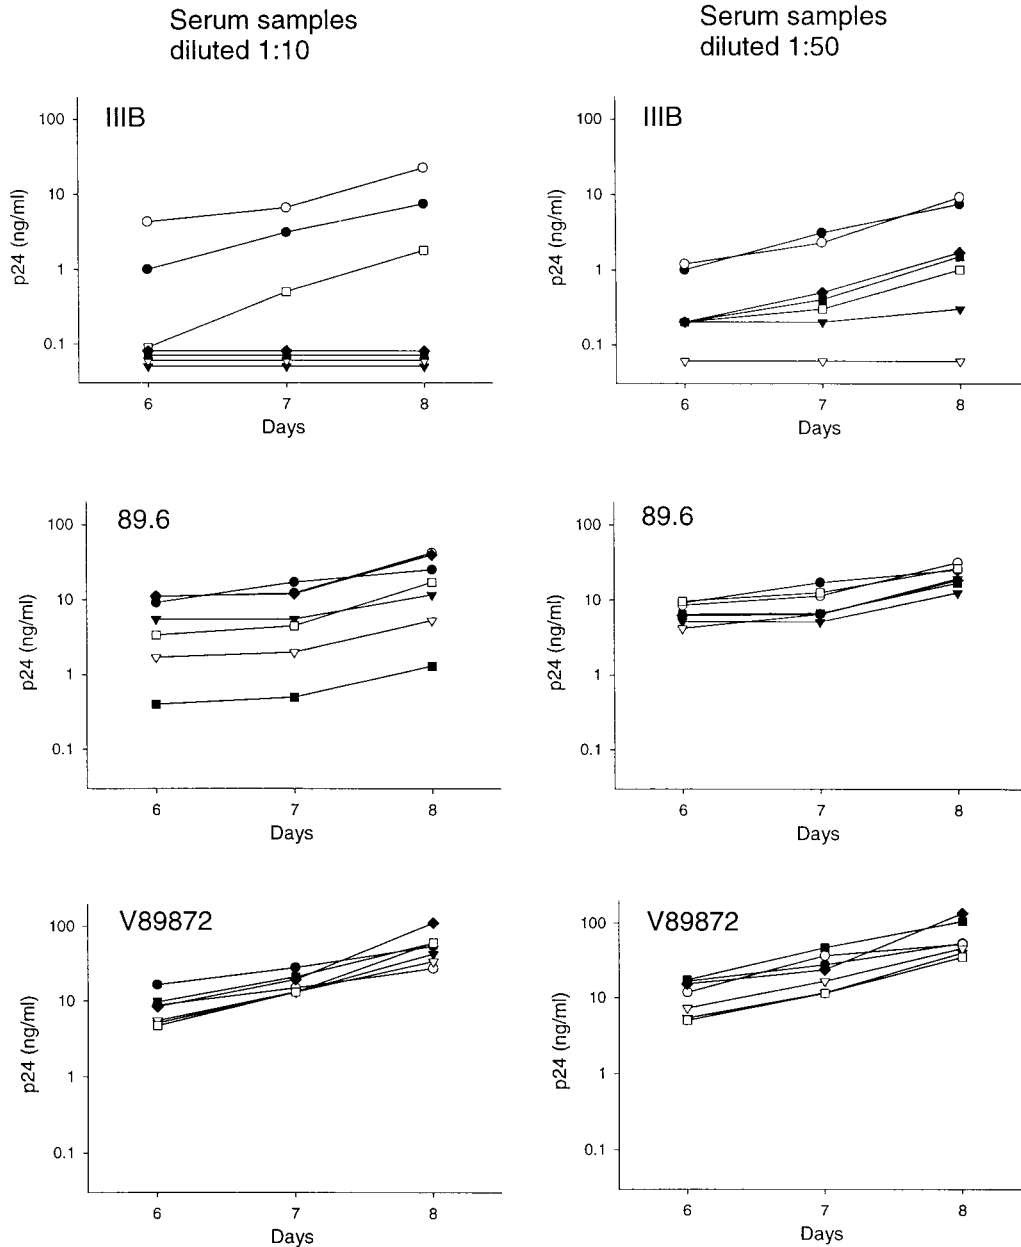 Serum samples
diluted 1:10
Serum samples
diluted 1:50
IIIB
100
10
1
0.1
p24 (ng/ml)
6 7 8
Days
IIIB
100
10
1
0.1
p24 (ng/ml)
6 7 8
Days
89.6
100
10
1
0.1
p24 (ng/ml)
6 7 8
Days
89.6
100
10
1
0.1
p24 (ng/ml)
6 7 8
Days
V89872
100
10
1
0.1
p24 (ng/ml)
6 7 8
Days
V89872
100
10
1
0.1
p24 (ng/ml)
6 7 8
Days